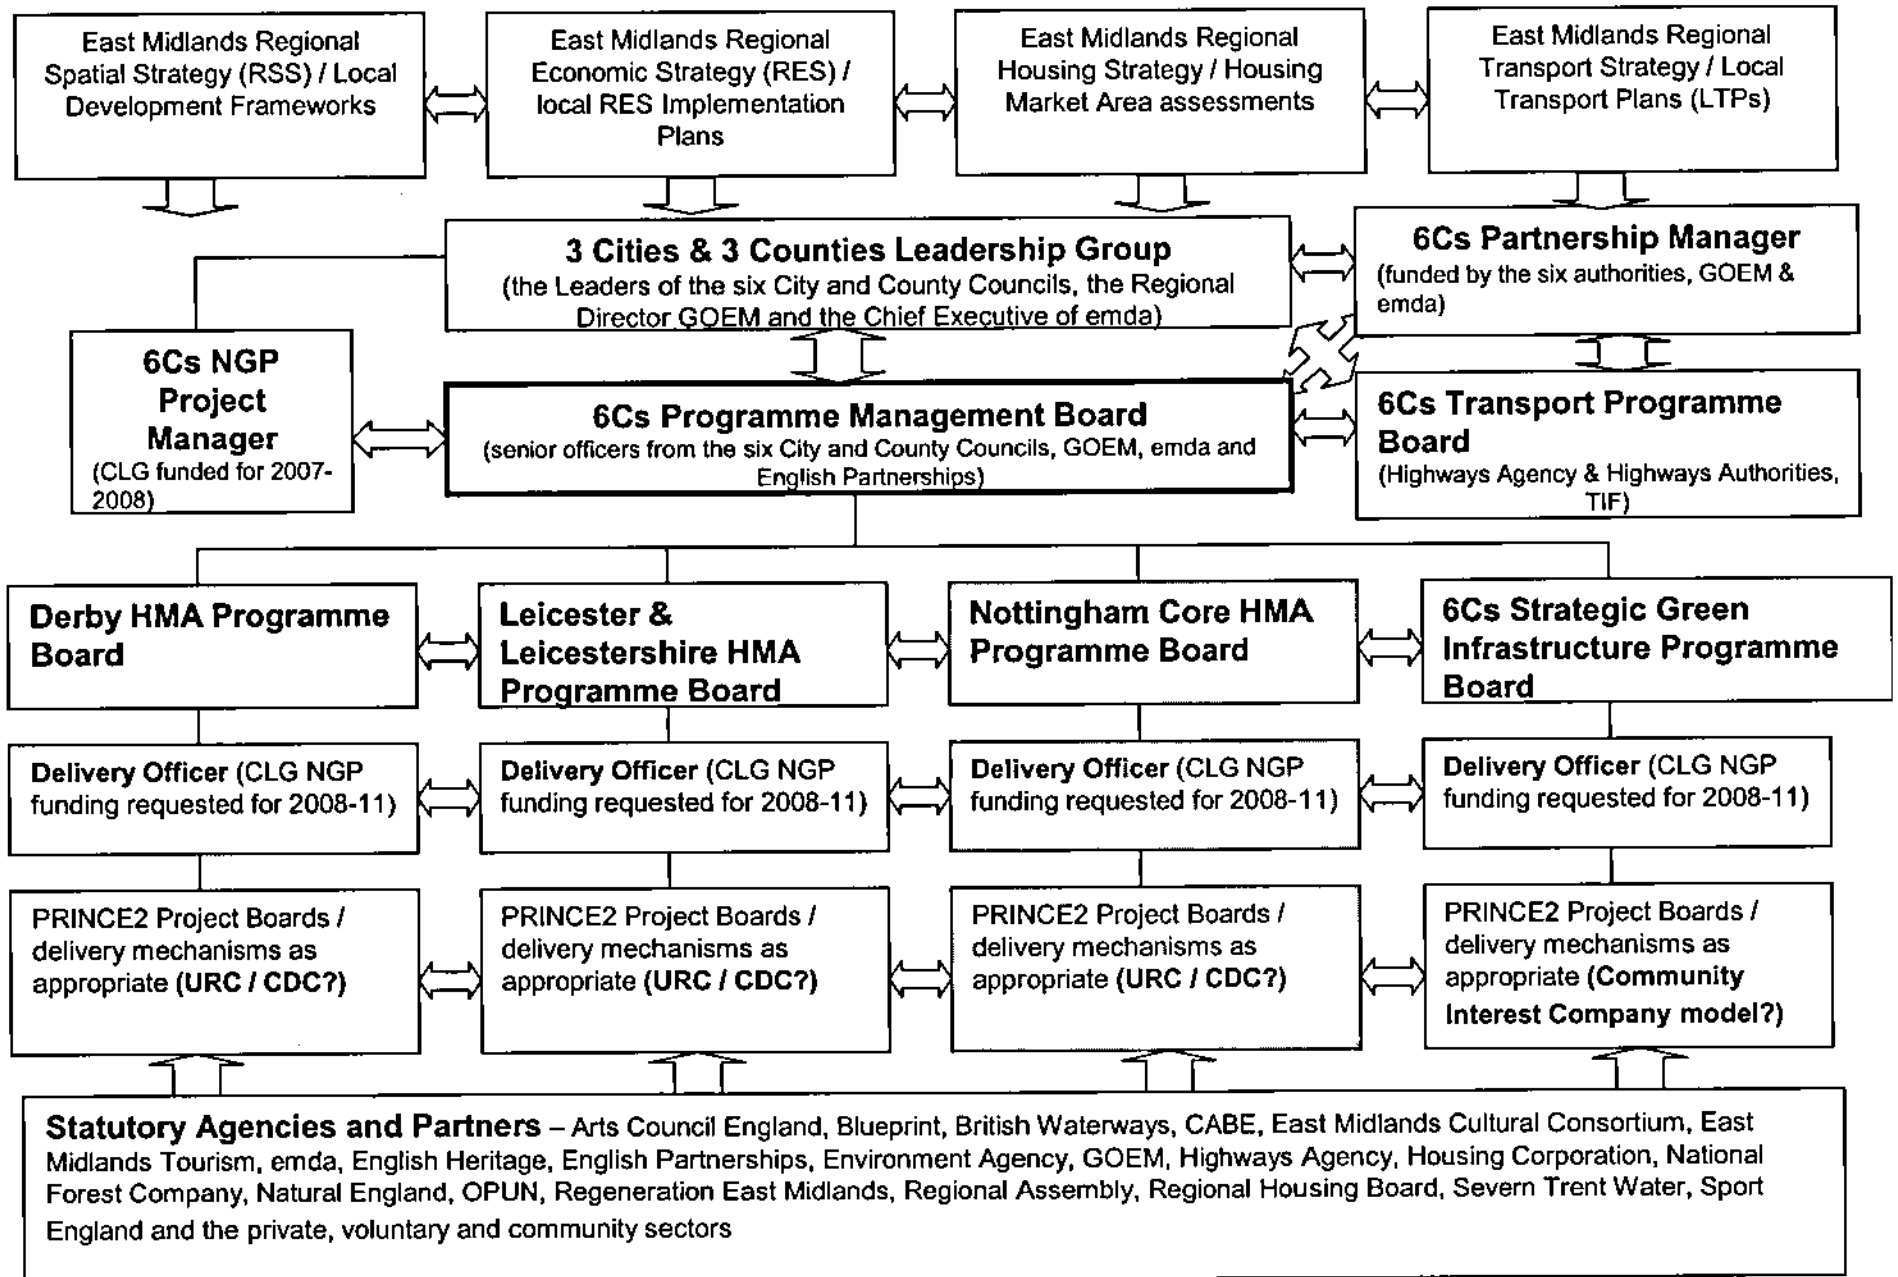 East Midlands Regional
Spatial Strategy (RSS) / Local
Development Frameworks
East Midlands Regional
Economic Strategy (RES) /
local RES Implementation
Plans
East Midlands Regional
Housing Strategy / Housing
Market Area assessments
East Midlands Regional
Transport Strategy / Local
Transport Plans (LTPs)
3 Cities & 3 Counties Leadership Group
(the Leaders of the six City and County Councils, the Regional
Director GOEM and the Chief Executive of emda)
6Cs Partnership Manager
(funded by the six authorities, GOEM &
emda)
6Cs NGP
Project
Manager
(CLG funded for 2007-
2008)
6Cs Programme Management Board
(senior officers from the six City and County Councils, GOEM, emda and
English Partnerships)
6Cs Transport Programme
Board
(Highways Agency & Highways Authorities,
TIF)
Derby HMA Programme
Board
Leicester &
Leicestershire HMA
Programme Board
Nottingham Core HMA
Programme Board
6Cs Strategic Green
Infrastructure Programme
Board
Delivery Officer (CLG NGP
funding requested for 2008-11)
Delivery Officer (CLG NGP
funding requested for 2008-11)
Delivery Officer (CLG NGP
funding requested for 2008-11)
Delivery Officer (CLG NGP
funding requested for 2008-11)
PRINCE2 Project Boards /
delivery mechanisms as
appropriate (URC / CDC?)
PRINCE2 Project Boards /
delivery mechanisms as
appropriate (URC / CDC?)
PRINCE2 Project Boards /
delivery mechanisms as
appropriate (URC / CDC?)
PRINCE2 Project Boards /
delivery mechanisms as
appropriate (Community
Interest Company model?)
Statutory Agencies and Partners – Arts Council England, Blueprint, British Waterways, CABE, East Midlands Cultural Consortium, East
Midlands Tourism, emda, English Heritage, English Partnerships, Environment Agency, GOEM, Highways Agency, Housing Corporation, National
Forest Company, Natural England, OPUN, Regeneration East Midlands, Regional Assembly, Regional Housing Board, Severn Trent Water, Sport
England and the private, voluntary and community sectors